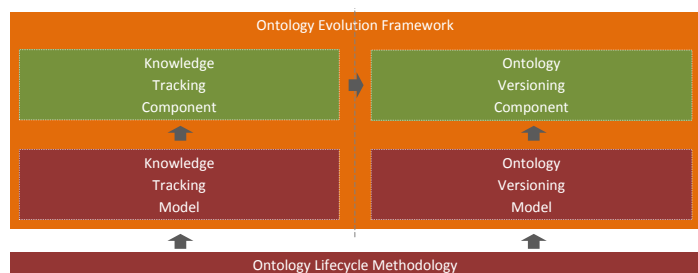 Ontology Evolution Framework
Knowledge
Tracking
Component
Ontology
Versioning
Component
Knowledge
Tracking
Model
Ontology
Versioning
Model
Ontology Lifecycle Methodology